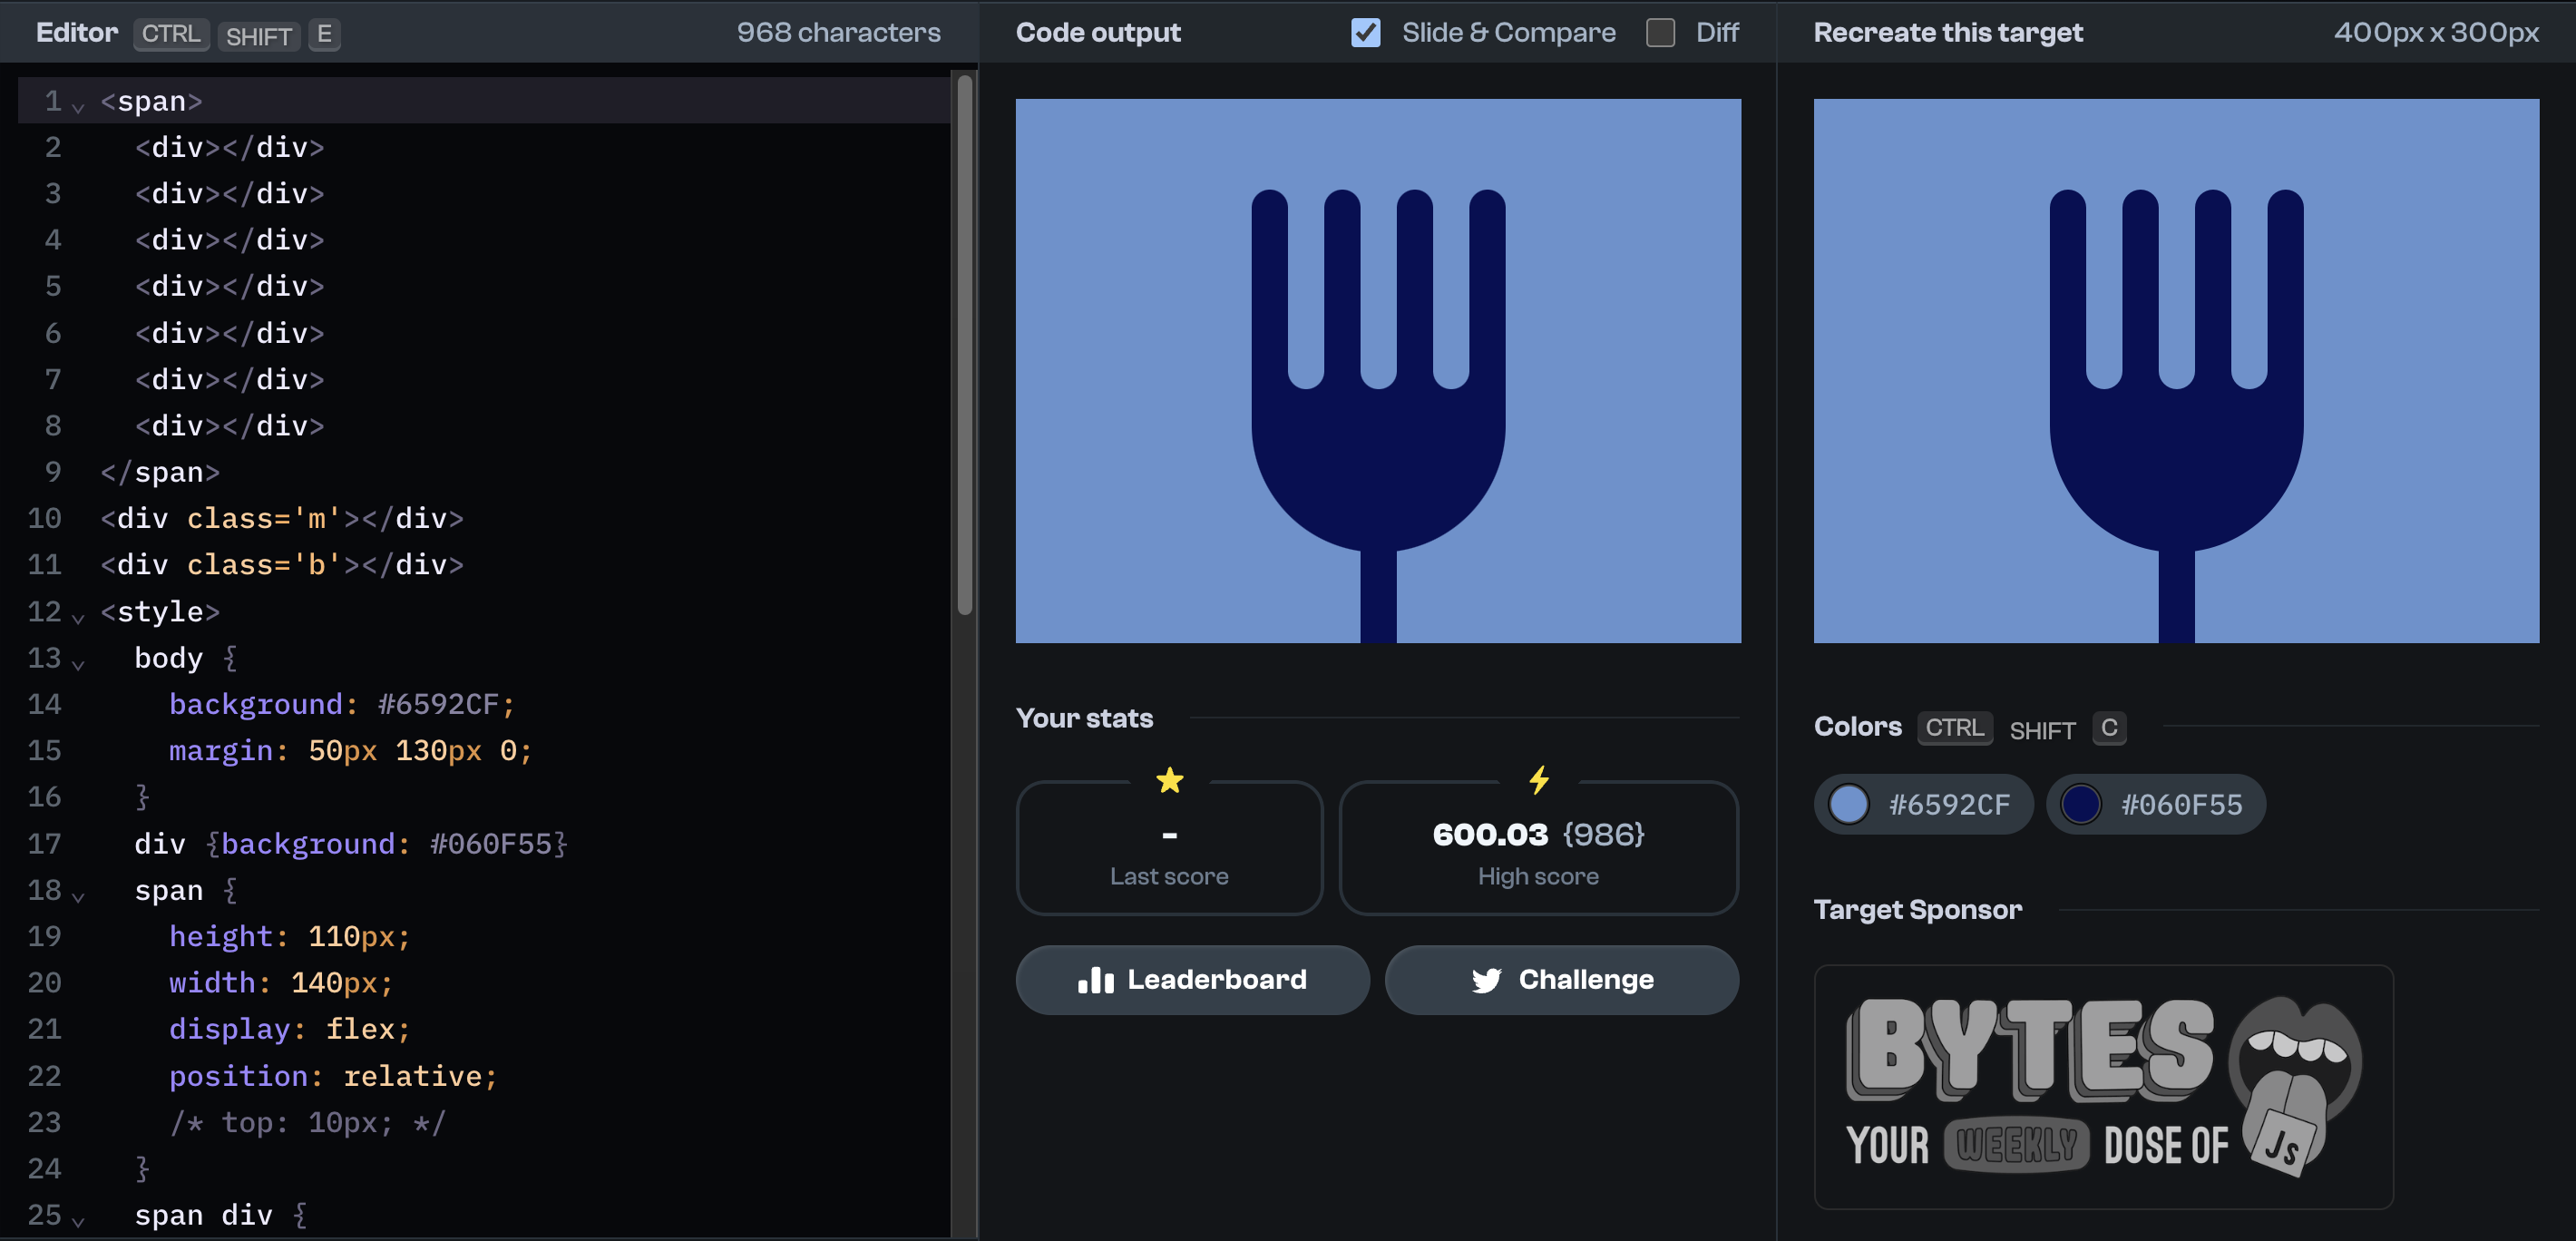 Editor CTRL SHIFT E 968 characters
1 <span>
2 <div></div>
3 <div></div>
4 <div></div>
5 <div></div>
6 <div></div>
7 <div></div>
8 <div></div>
9 </span>
10 <div class='m'></div>
11 <div class='b'></div>
12 <style>
13 body {
14 background: #6592CF;
15 margin: 50px 130px 0;
16 }
17 div {background: #060F55}
18 span {
19 height: 110px;
20 width: 140px;
21 display: flex;
22 position: relative;
23 /* top: 10px; */
24 }
25 span div {
Code output Slide & Compare Diff
Your stats
-
Last score
600.03 {986}
High score
Leaderboard Challenge
Recreate this target 400px x 300px
Colors CTRL SHIFT C
#6592CF #060F55
Target Sponsor
BYTES
YOUR WEEKLY DOSE OF JS